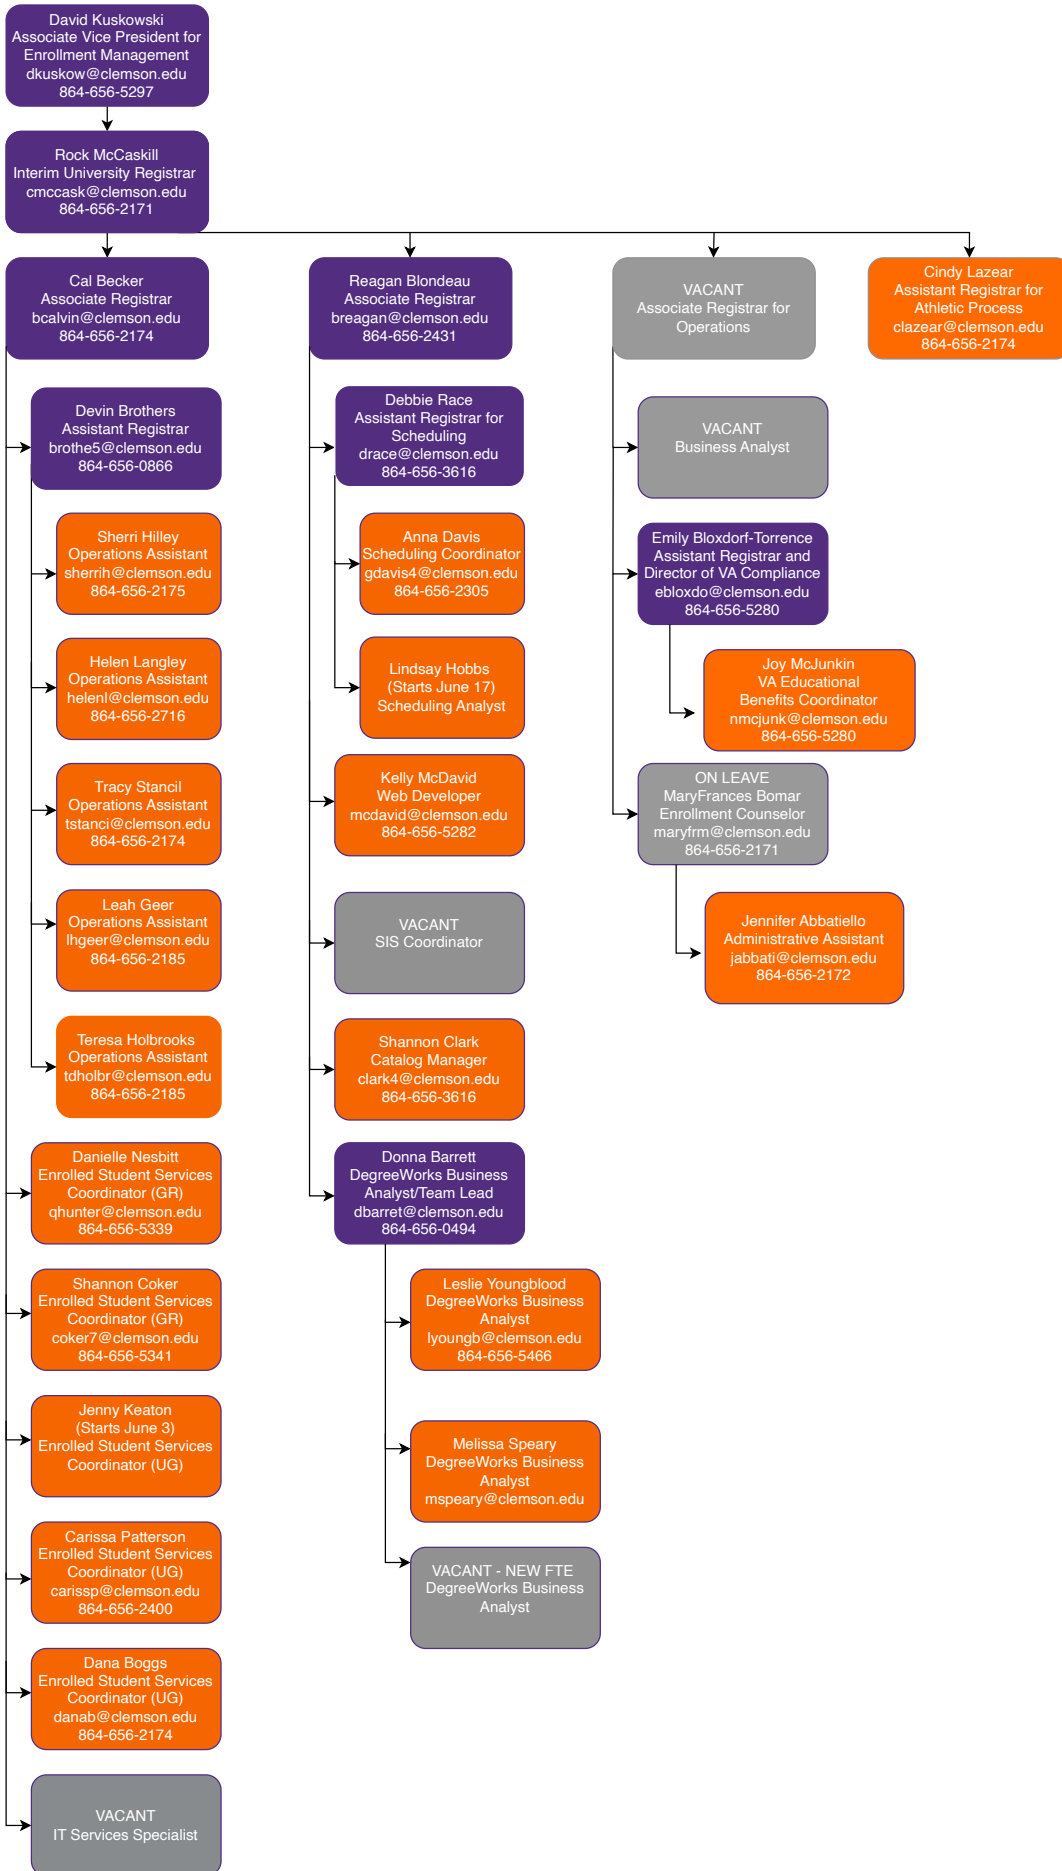 David Kuskowski
Associate Vice President for
Enrollment Management
dkuskow@clemson.edu
864-656-5297
Rock McCaskill
Interim University Registrar
cmccask@clemson.edu
864-656-2171
Cal Becker
Associate Registrar
bcalvin@clemson.edu
864-656-2174
Devin Brothers
Assistant Registrar
brothe5@clemson.edu
864-656-0866
Sherri Hilley
Operations Assistant
sherrih@clemson.edu
864-656-2175
Helen Langley
Operations Assistant
helenl@clemson.edu
864-656-2716
Tracy Stancil
Operations Assistant
tstanci@clemson.edu
864-656-2174
Leah Geer
Operations Assistant
lhgeer@clemson.edu
864-656-2185
Teresa Holbrooks
Operations Assistant
tdholbr@clemson.edu
864-656-2185
Danielle Nesbitt
Enrolled Student Services
Coordinator (GR)
qhunter@clemson.edu
864-656-5339
Shannon Coker
Enrolled Student Services
Coordinator (GR)
coker7@clemson.edu
864-656-5341
Jenny Keaton
(Starts June 3)
Enrolled Student Services
Coordinator (UG)
Carissa Patterson
Enrolled Student Services
Coordinator (UG)
carissp@clemson.edu
864-656-2400
Dana Boggs
Enrolled Student Services
Coordinator (UG)
danab@clemson.edu
864-656-2174
VACANT
IT Services Specialist
Reagan Blondeau
Associate Registrar
breagan@clemson.edu
864-656-2431
Debbie Race
Assistant Registrar for
Scheduling
drace@clemson.edu
864-656-3616
Anna Davis
Scheduling Coordinator
gdavis4@clemson.edu
864-656-2305
Lindsay Hobbs
(Starts June 17)
Scheduling Analyst
Kelly McDavid
Web Developer
mcdavid@clemson.edu
864-656-5282
VACANT
SIS Coordinator
Shannon Clark
Catalog Manager
clark4@clemson.edu
864-656-3616
Donna Barrett
DegreeWorks Business
Analyst/Team Lead
dbarret@clemson.edu
864-656-0494
Leslie Youngblood
DegreeWorks Business
Analyst
lyoungb@clemson.edu
864-656-5466
Melissa Speary
DegreeWorks Business
Analyst
mspeary@clemson.edu
VACANT - NEW FTE
DegreeWorks Business
Analyst
VACANT
Associate Registrar for
Operations
VACANT
Business Analyst
Emily Bloxdorf-Torrence
Assistant Registrar and
Director of VA Compliance
ebloxdo@clemson.edu
864-656-5280
Joy McJunkin
VA Educational
Benefits Coordinator
nmcjunk@clemson.edu
864-656-5280
ON LEAVE
MaryFrances Bomar
Enrollment Counselor
maryfrm@clemson.edu
864-656-2171
Jennifer Abbatiello
Administrative Assistant
jabbati@clemson.edu
864-656-2172
Cindy Lazear
Assistant Registrar for
Athletic Process
clazear@clemson.edu
864-656-2174